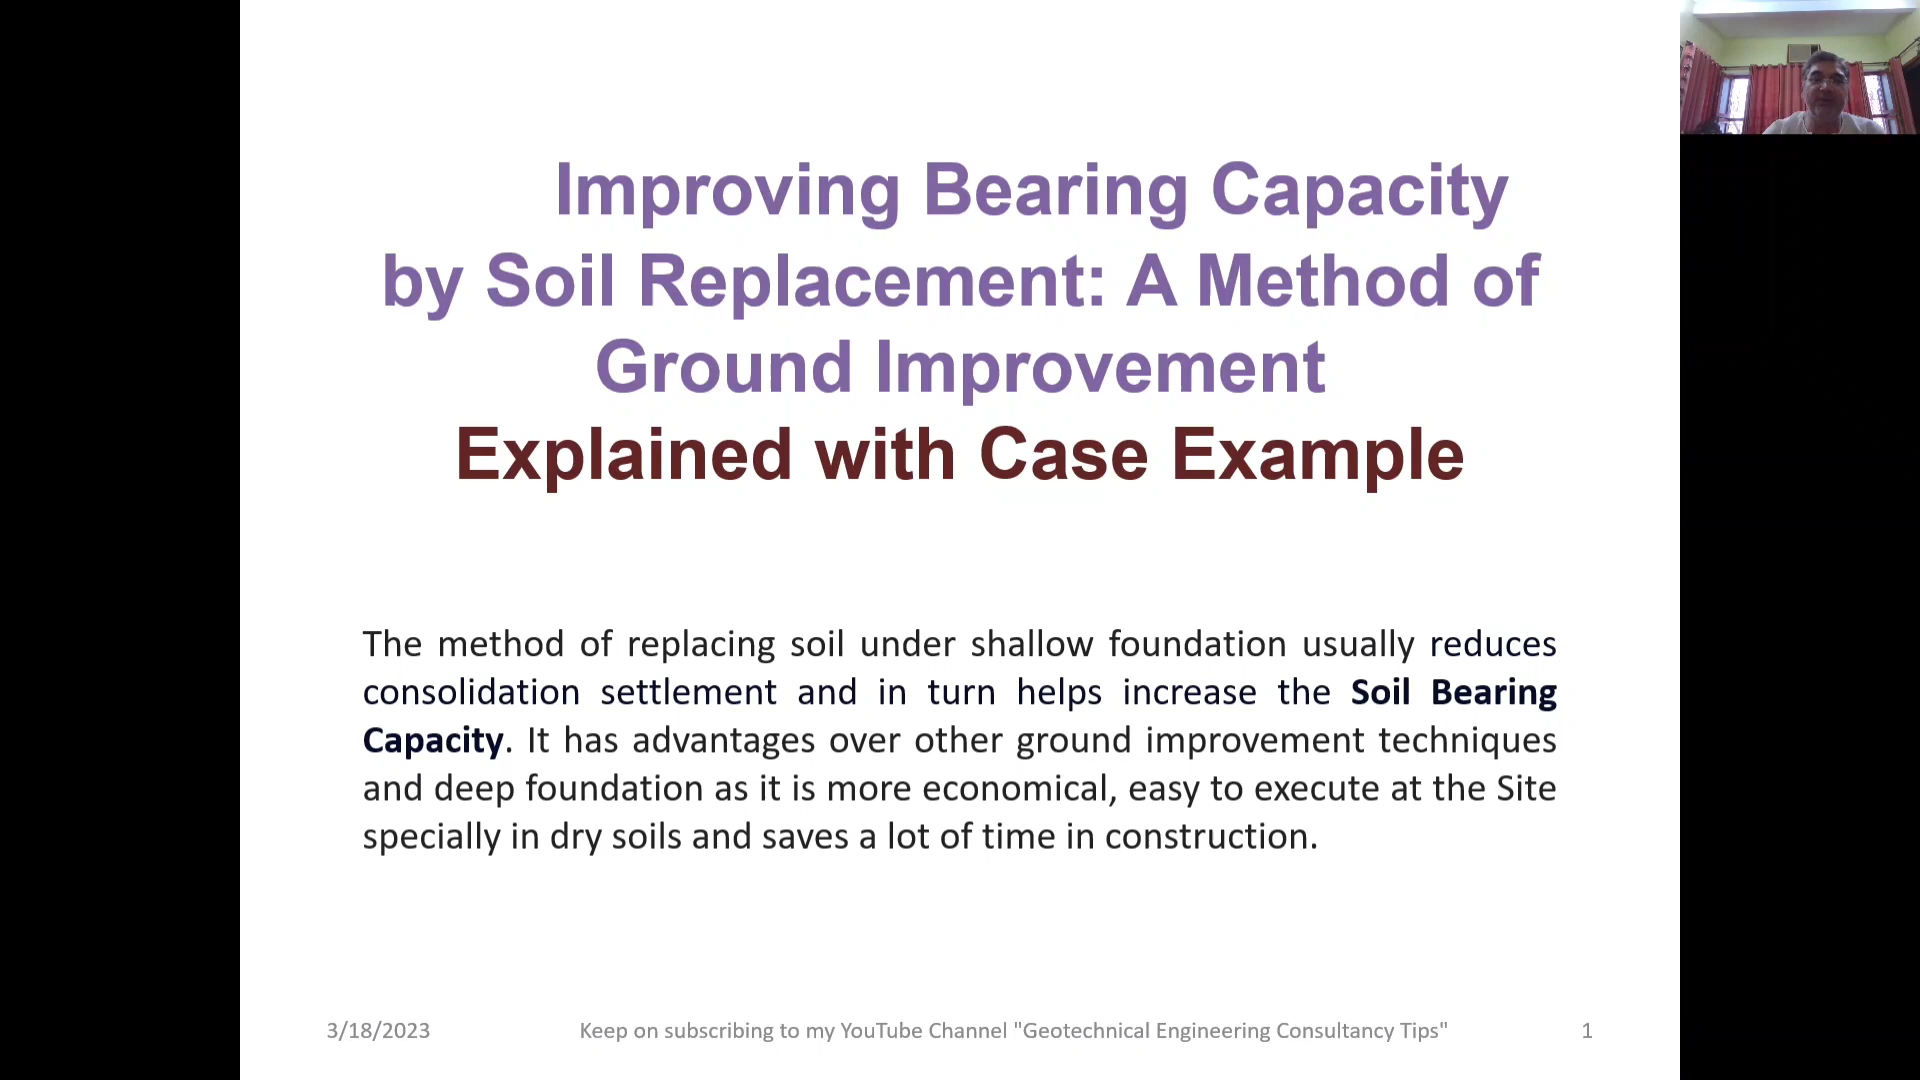 Improving Bearing Capacity
by Soil Replacement: A Method of
Ground Improvement
Explained with Case Example
The method of replacing soil under shallow foundation usually reduces
consolidation settlement and in turn helps increase the Soil Bearing
Capacity. It has advantages over other ground improvement techniques
and deep foundation as it is more economical, easy to execute at the Site
specially in dry soils and saves a lot of time in construction.
3/18/2023
Keep on subscribing to my YouTube Channel "Geotechnical Engineering Consultancy Tips"
1